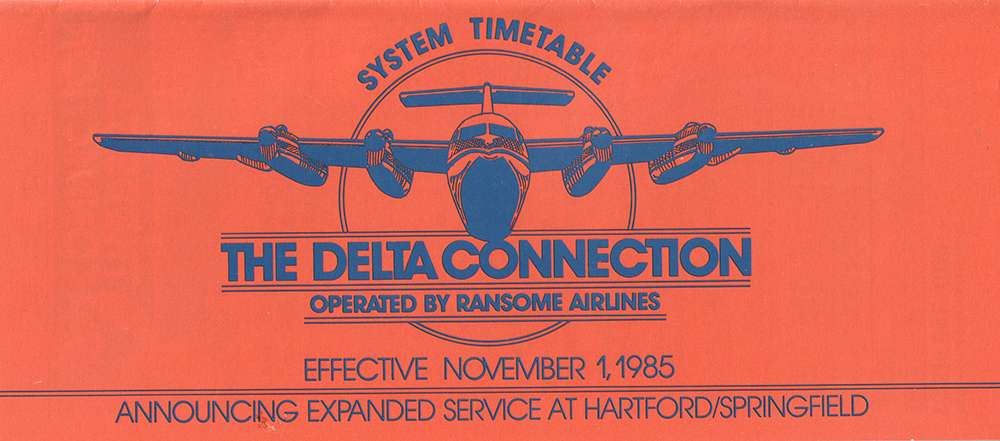 SYSTEM TIMETABLE
THE DELTA CONNECTION
OPERATED BY RANSOME AIRLINES
EFFECTIVE NOVEMBER 1, 1985
ANNOUNCING EXPANDED SERVICE AT HARTFORD/SPRINGFIELD